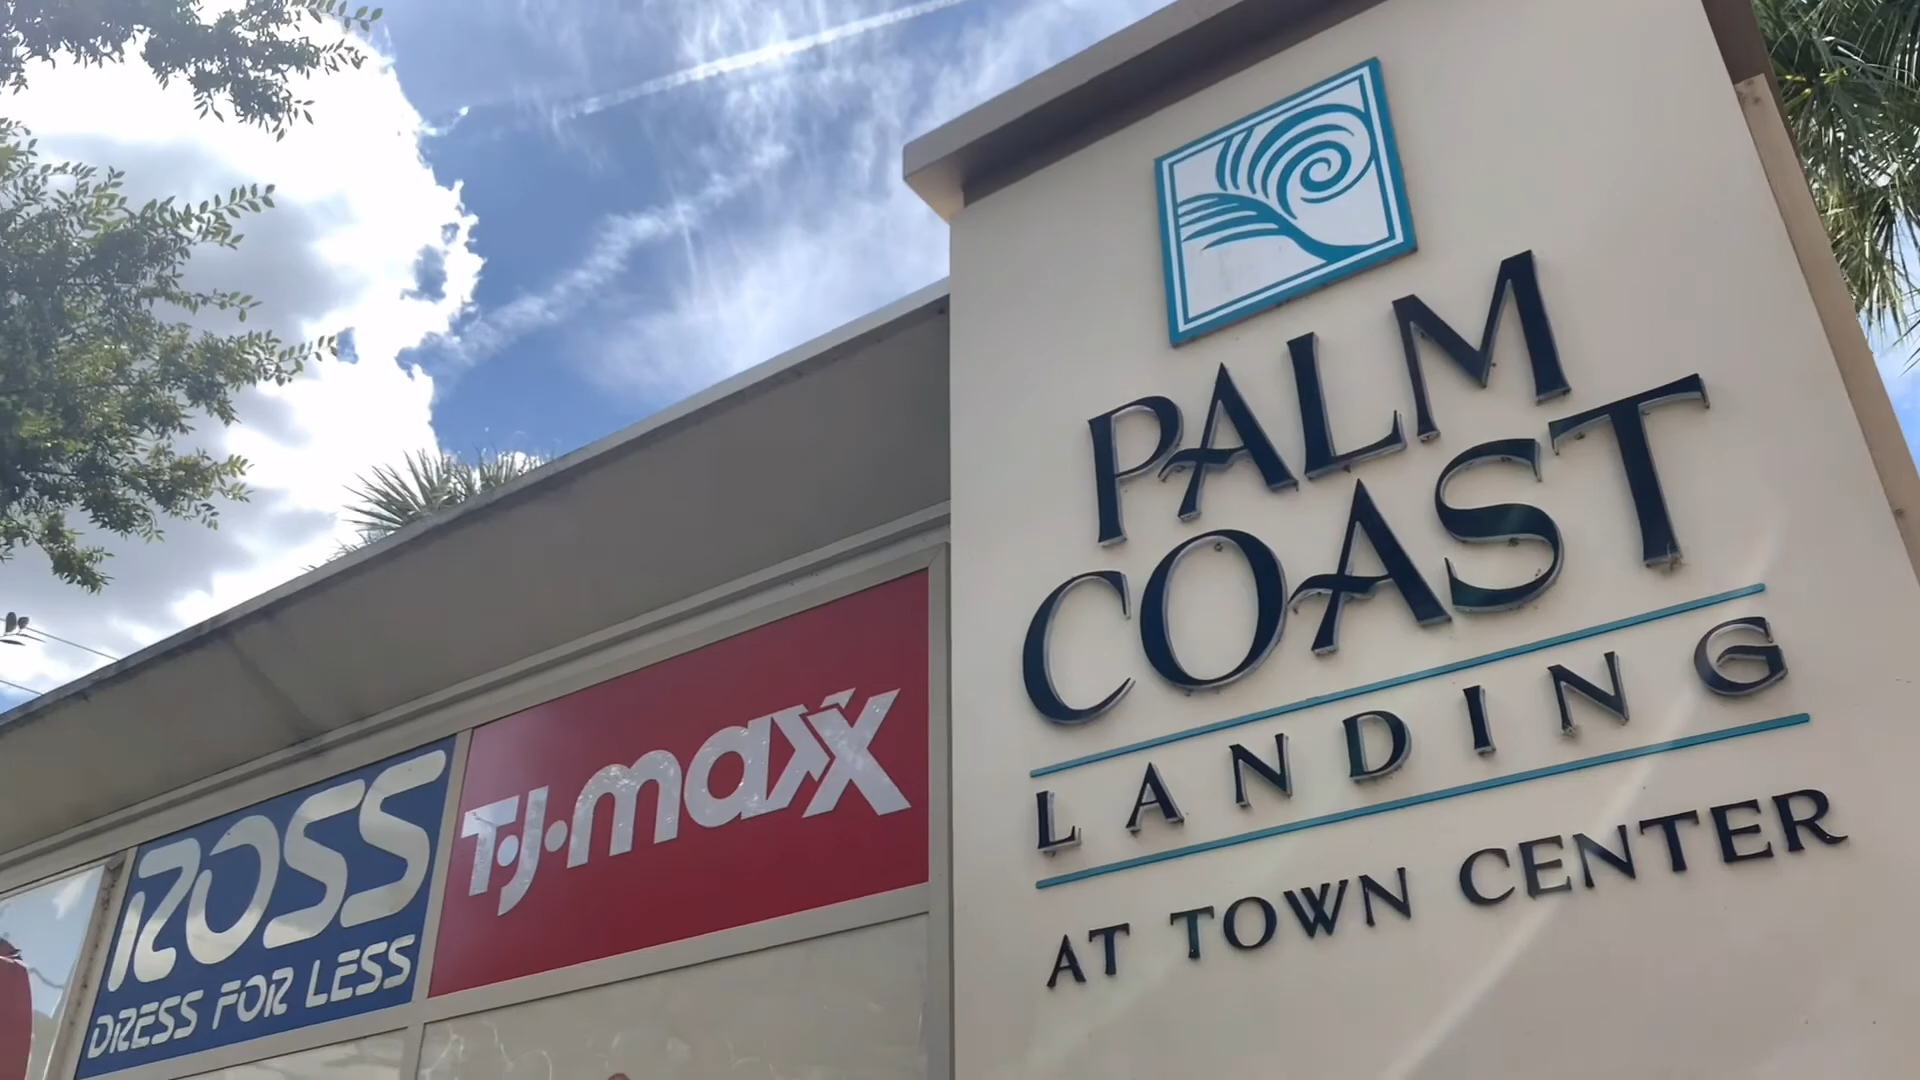 PALM
COAST
LANDING
AT TOWN CENTER
ROSS
DRESS FOR LESS
T·J·maxx